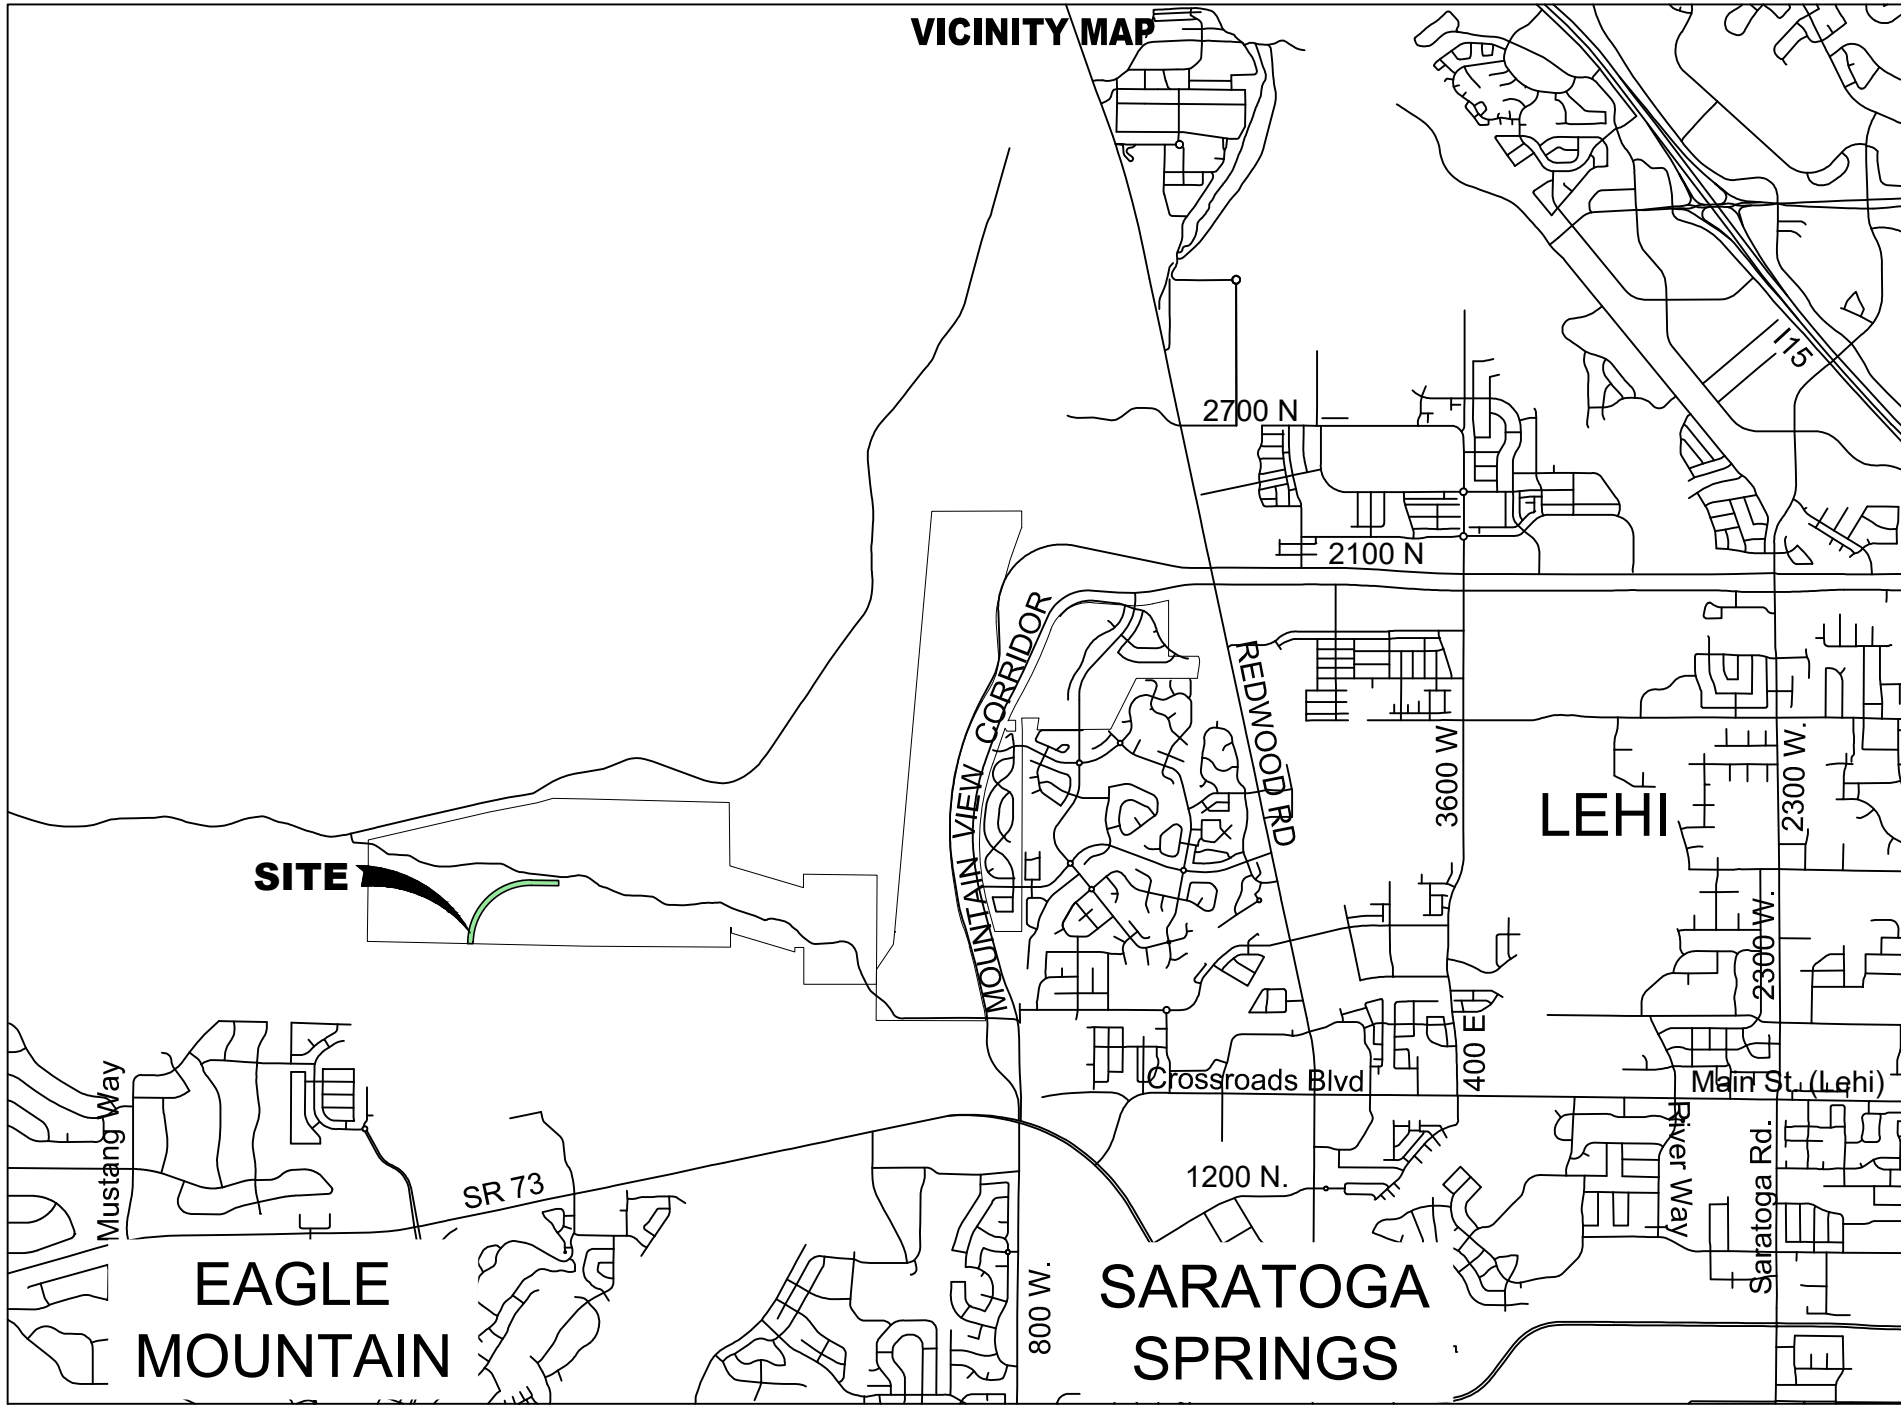 VICINITY MAP
I15
2700 N
2100 N
MOUNTAIN VIEW CORRIDOR
REDWOOD RD
3600 W
LEHI
2300 W.
SITE
2300 W.
400 E
Mustang Way
Crossroads Blvd
Main St. (Lehi)
SR 73
1200 N.
River Way
Saratoga Rd.
EAGLE
MOUNTAIN
800 W.
SARATOGA
SPRINGS